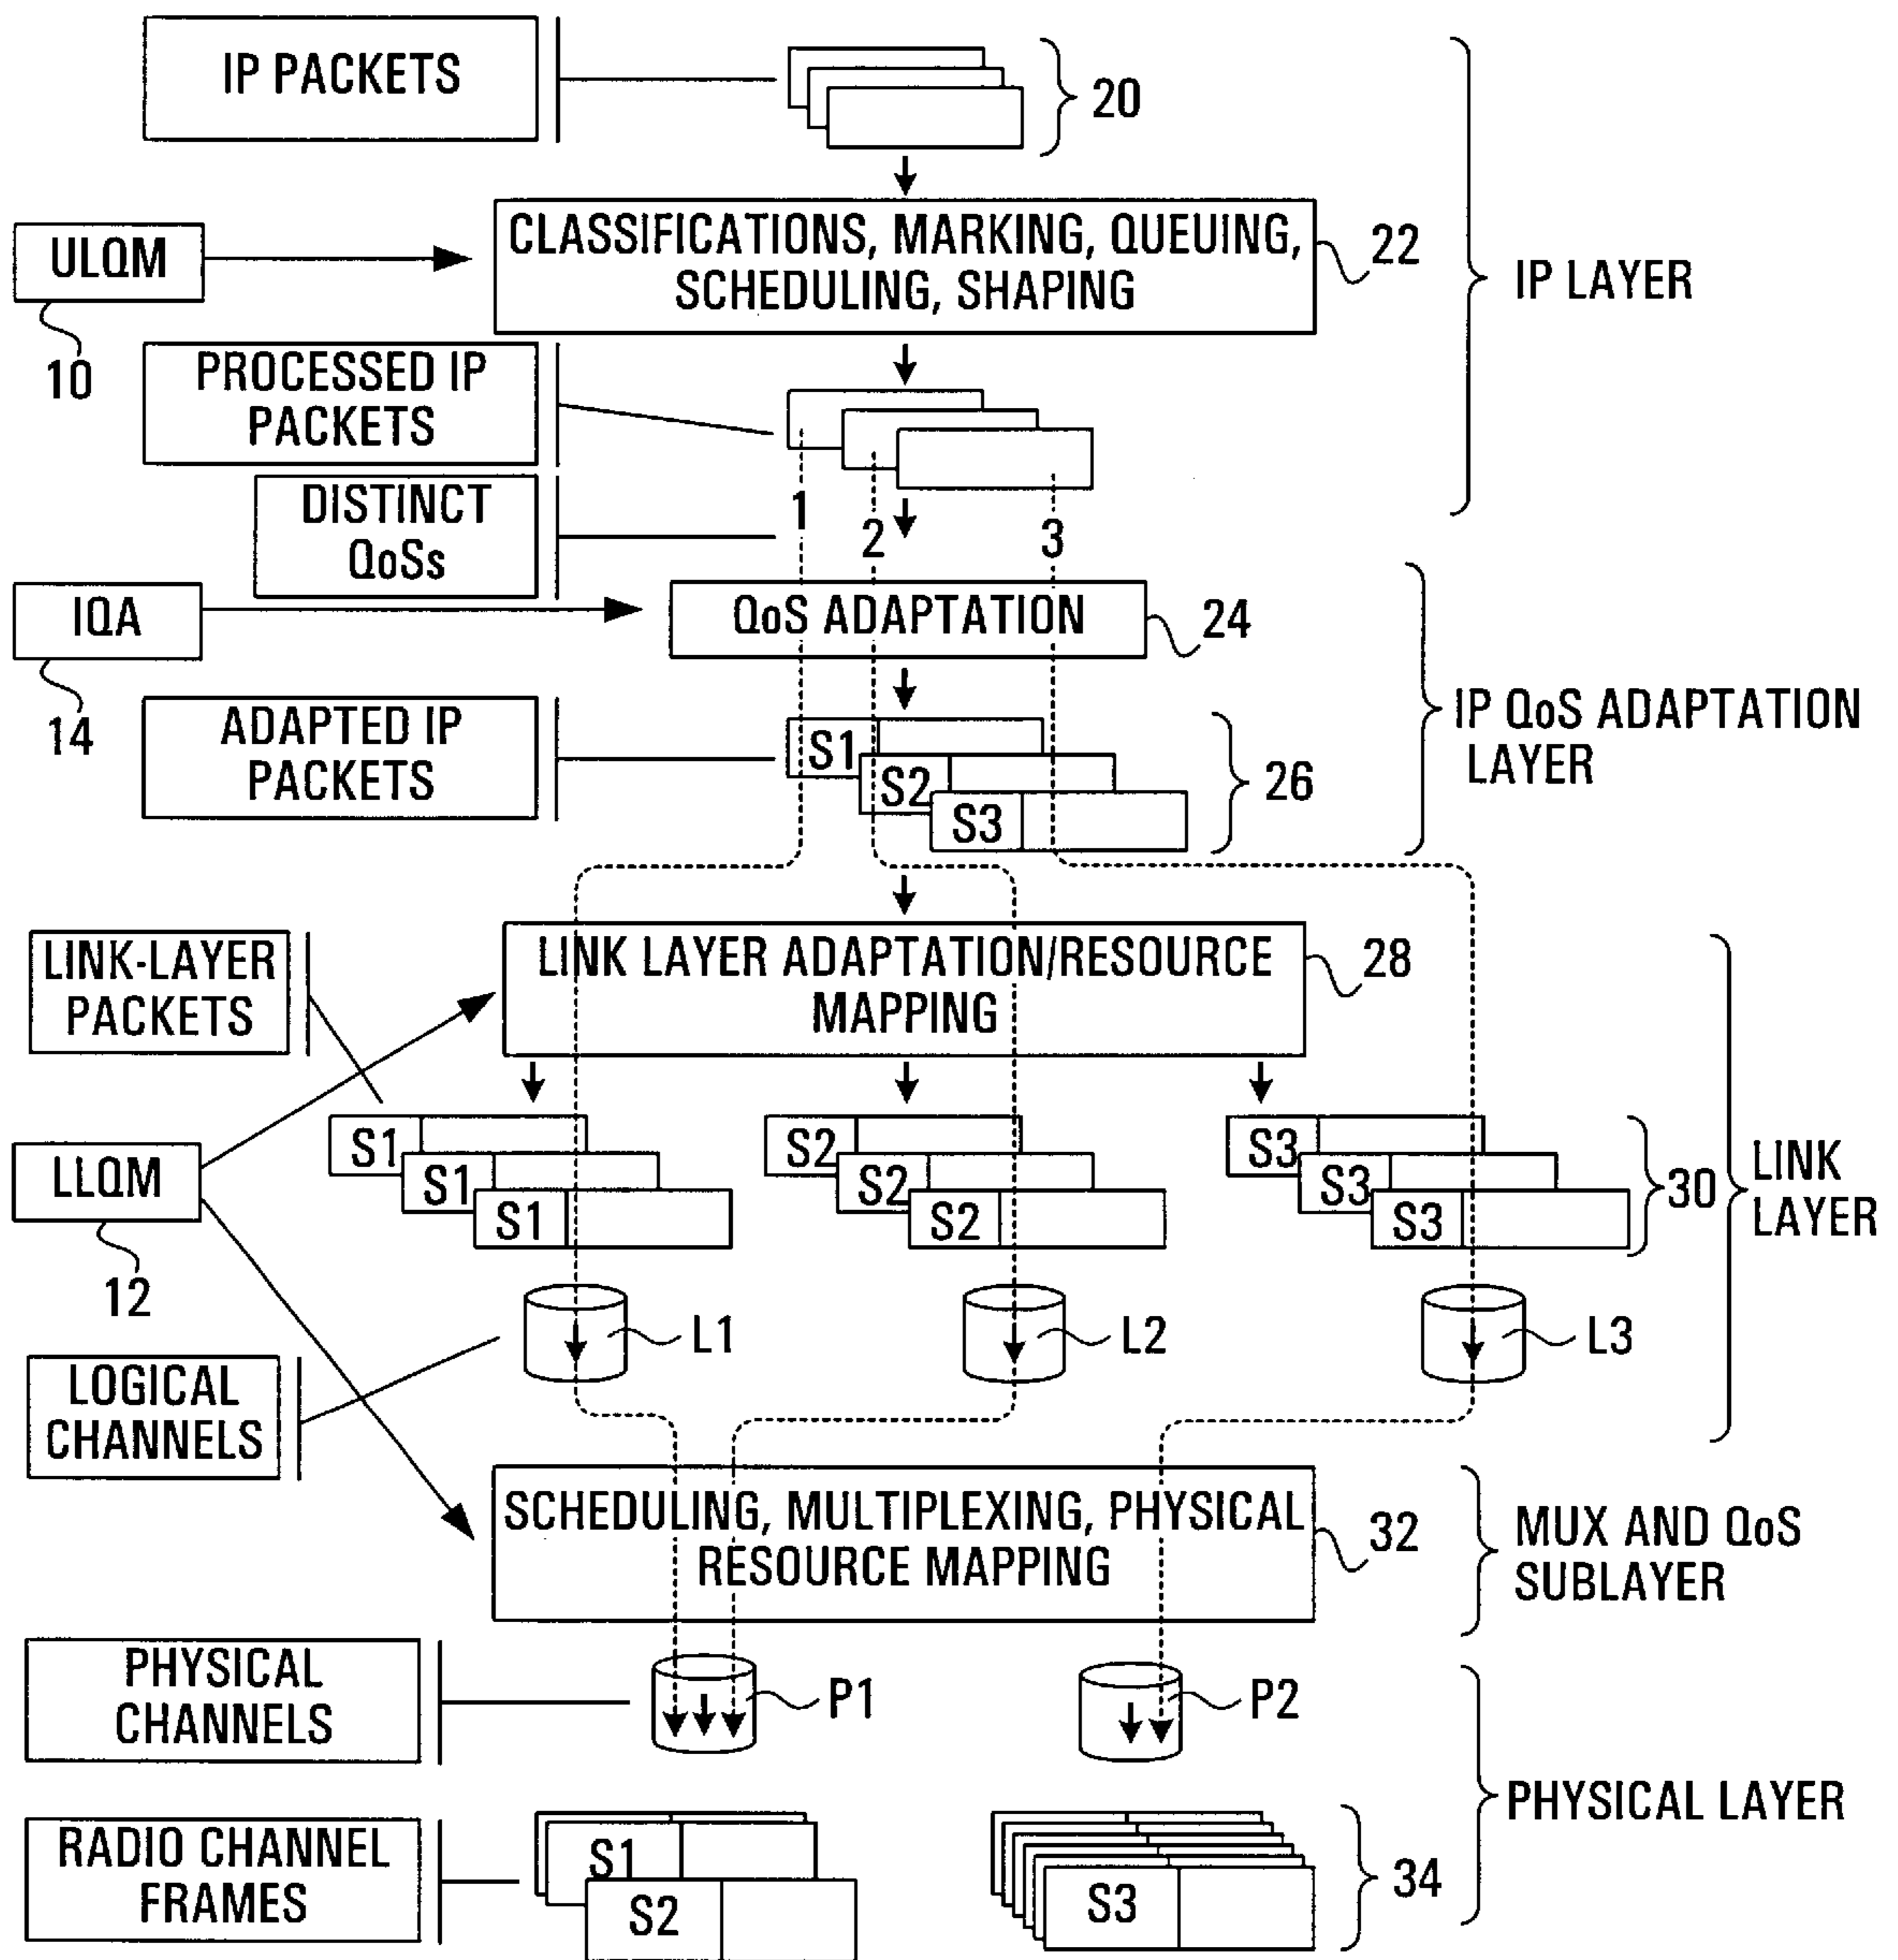 IP PACKETS
20
CLASSIFICATIONS, MARKING, QUEUING,
SCHEDULING, SHAPING
22
ULQM
10
IP LAYER
PROCESSED IP
PACKETS
DISTINCT
QoSs
1
2
3
IQA
14
QoS ADAPTATION
24
ADAPTED IP
PACKETS
S1
S2
S3
26
IP QoS ADAPTATION
LAYER
LINK-LAYER
PACKETS
LINK LAYER ADAPTATION/RESOURCE
MAPPING
28
LLQM
12
S1
S1
S1
S2
S2
S2
S3
S3
S3
30
LINK
LAYER
L1
L2
L3
LOGICAL
CHANNELS
SCHEDULING, MULTIPLEXING, PHYSICAL
RESOURCE MAPPING
32
MUX AND QoS
SUBLAYER
PHYSICAL
CHANNELS
P1
P2
PHYSICAL LAYER
RADIO CHANNEL
FRAMES
S1
S2
S3
34